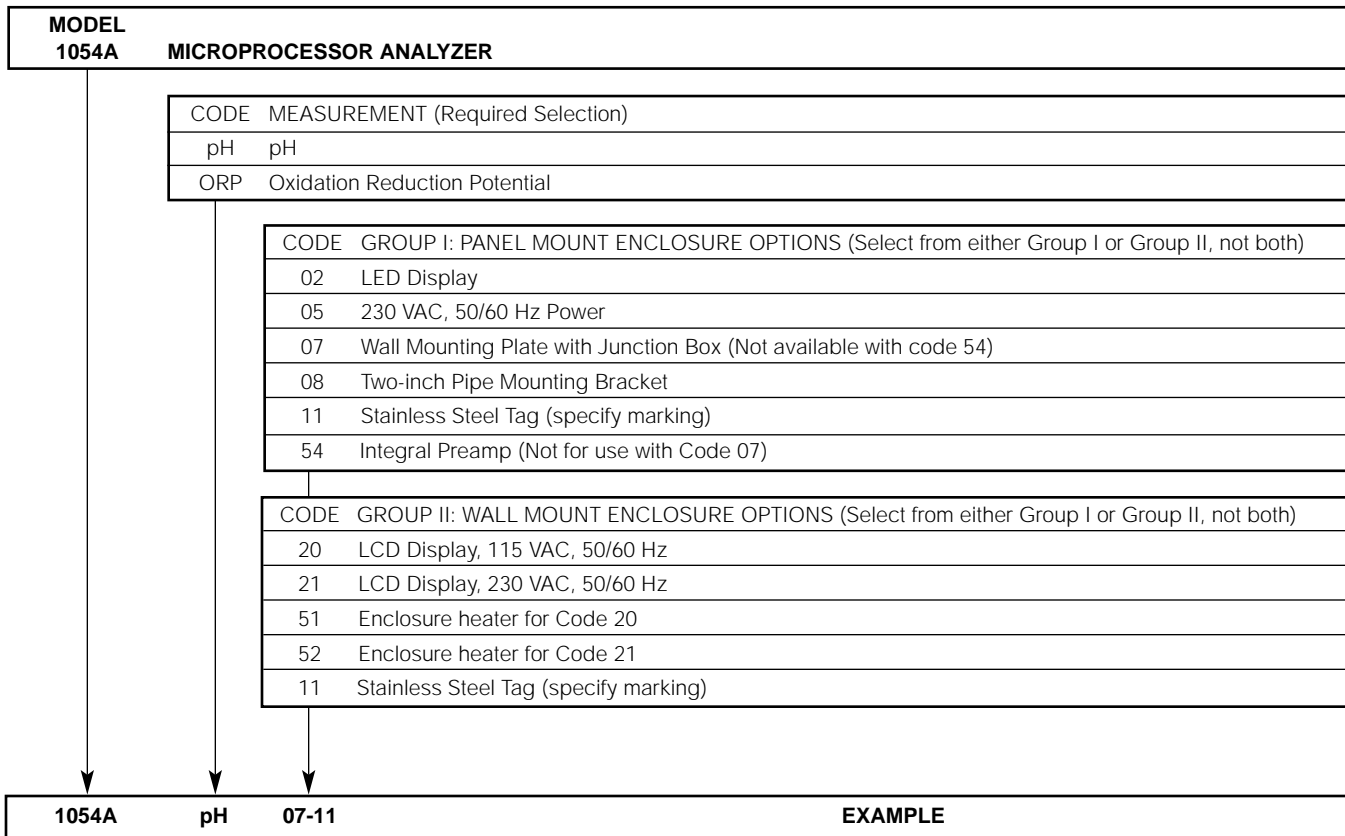 MODEL
1054A MICROPROCESSOR ANALYZER
CODE MEASUREMENT (Required Selection)
pH pH
ORP Oxidation Reduction Potential
CODE GROUP I: PANEL MOUNT ENCLOSURE OPTIONS (Select from either Group I or Group II, not both)
02 LED Display
05 230 VAC, 50/60 Hz Power
07 Wall Mounting Plate with Junction Box (Not available with code 54)
08 Two-inch Pipe Mounting Bracket
11 Stainless Steel Tag (specify marking)
54 Integral Preamp (Not for use with Code 07)
CODE GROUP II: WALL MOUNT ENCLOSURE OPTIONS (Select from either Group I or Group II, not both)
20 LCD Display, 115 VAC, 50/60 Hz
21 LCD Display, 230 VAC, 50/60 Hz
51 Enclosure heater for Code 20
52 Enclosure heater for Code 21
11 Stainless Steel Tag (specify marking)
1054A pH 07-11 EXAMPLE